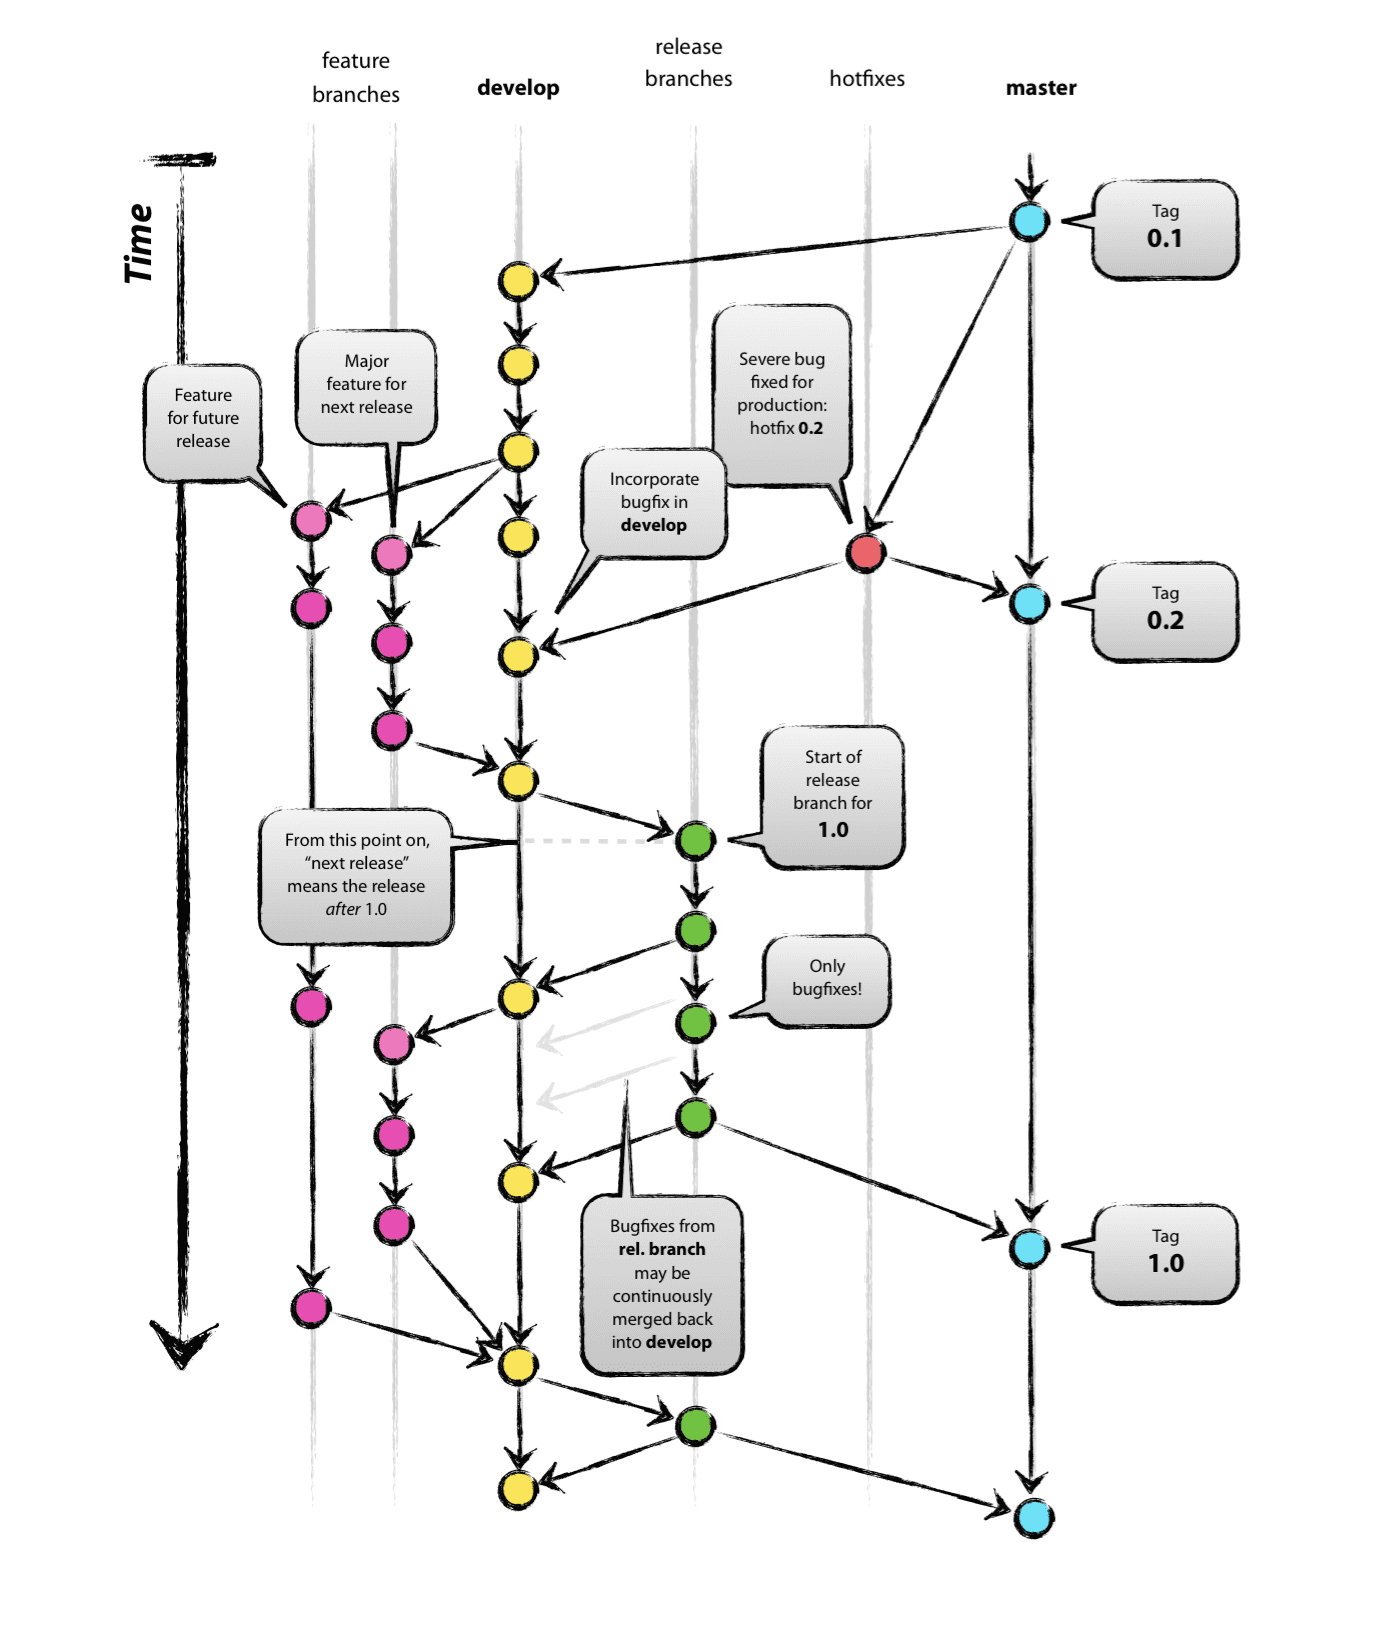 feature
branches
develop
release
branches
hotfixes
master
Time
Tag
0.1
Major
feature for
next release
Feature
for future
release
Severe bug
fixed for
production:
hotfix 0.2
Incorporate
bugfix in
develop
Tag
0.2
Start of
release
branch for
1.0
From this point on,
“next release”
means the release
after 1.0
Only
bugfixes!
Bugfixes from
rel. branch
may be
continuously
merged back
into develop
Tag
1.0